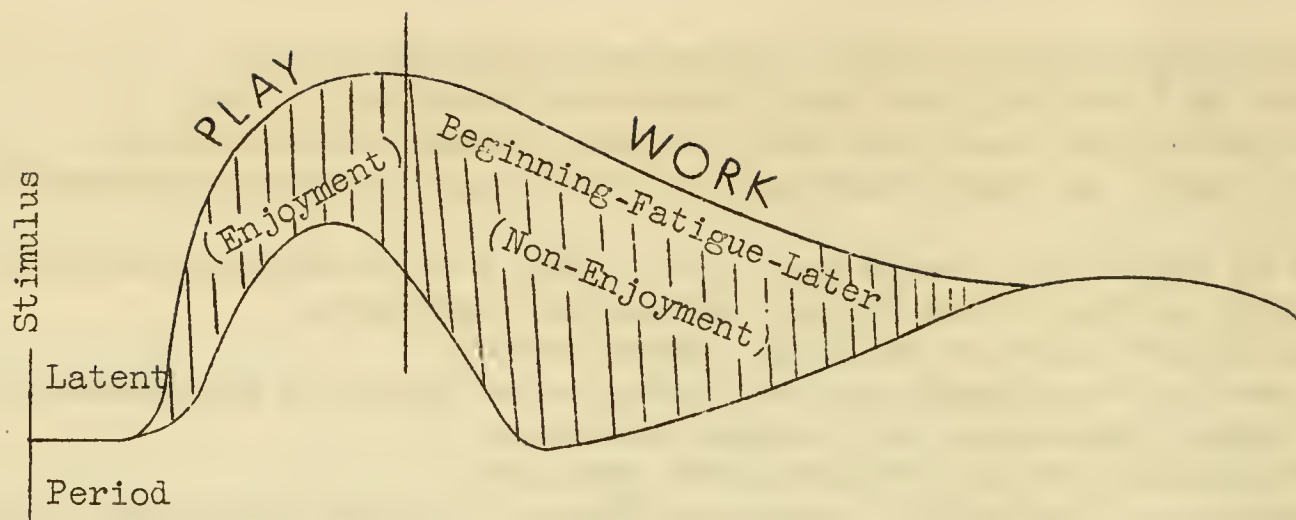 PLAY
(Enjoyment)
WORK
Beginning-Fatigue-Later
(Non-Enjoyment)
Stimulus
Latent
Period